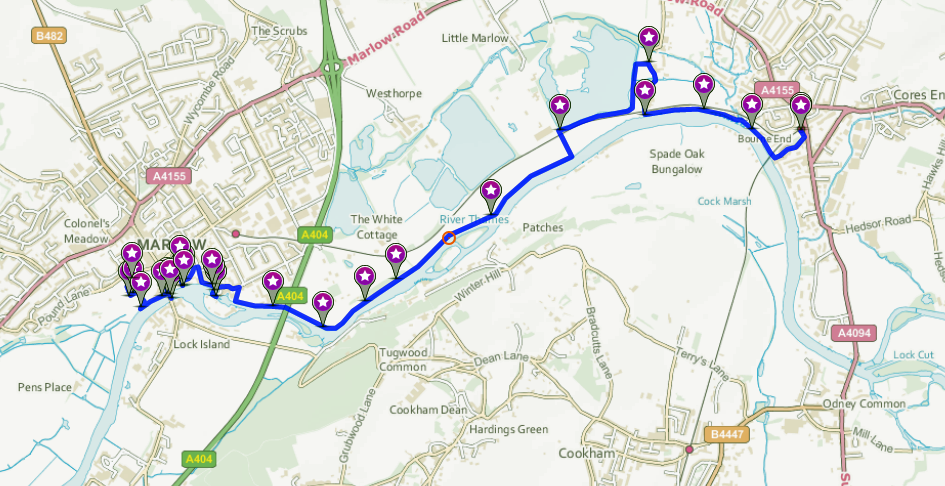 Marlow Road
B482
The Scrubs
Little Marlow
Marlow Road
Wycombe Road
Westhorpe
A4155
Cores En
Bourne End
Spade Oak
Bungalow
Hawks Hill
A4155
Cock Marsh
Colonel's
Meadow
The White
Cottage
River Thames
Patches
Hedsor Road
MARLOW
A404
Pound Lane
Winter Hill
A404
Bradcutts Lane
A4094
Lock Island
Tugwood
Common
Dean Lane
Terry's Lane
Lock Cut
Pens Place
Grubwood Lane
Cookham Dean
Odney Common
Hardings Green
B4447
Mill Lane
Cookham
A404